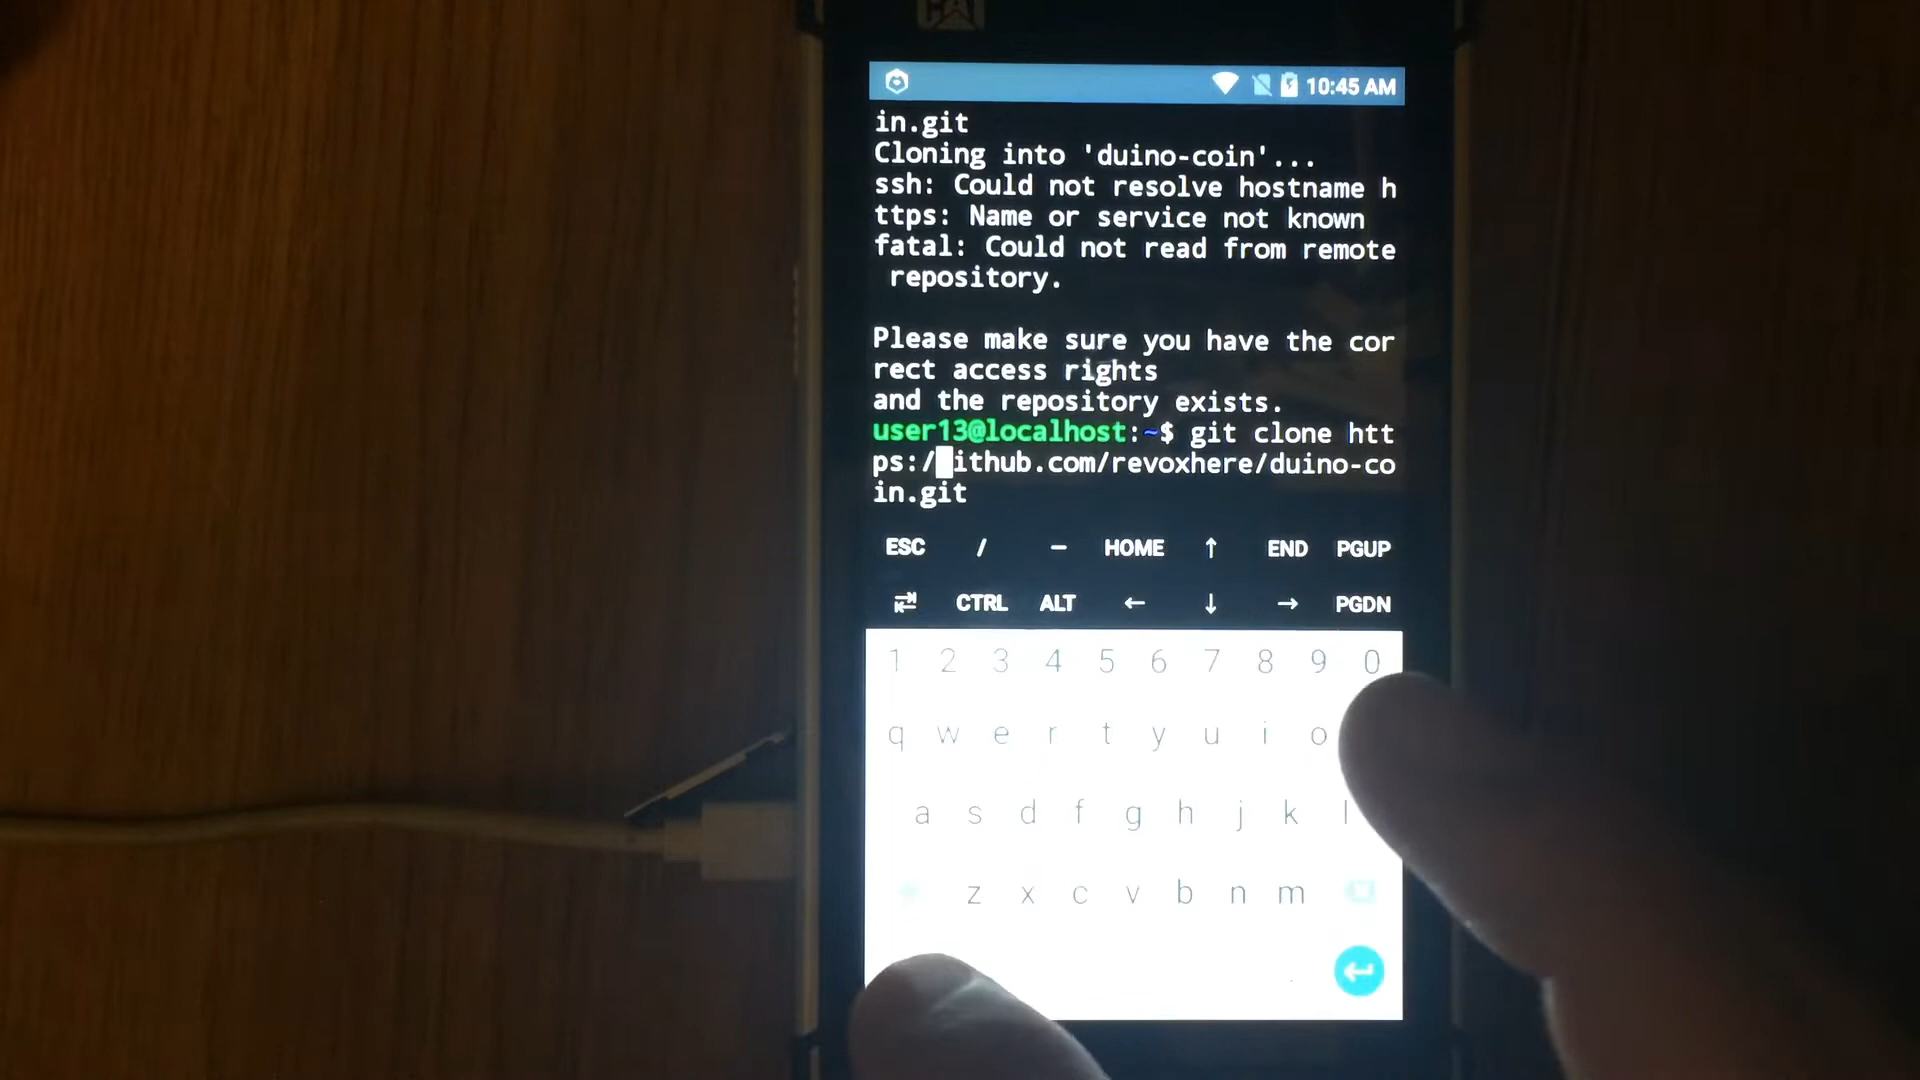 10:45 AM
in.git
Cloning into 'duino-coin'...
ssh: Could not resolve hostname h
ttps: Name or service not known
fatal: Could not read from remote
repository.
Please make sure you have the cor
rect access rights
and the repository exists.
user13@localhost:~$ git clone htt
ps:/ithub.com/revoxhere/duino-co
in.git
ESC / − HOME ↑ END PGUP
CTRL ALT ← ↓ → PGDN
1 2 3 4 5 6 7 8 9 0
q w e r t y u i o
a s d f g h j k l
z x c v b n m
.